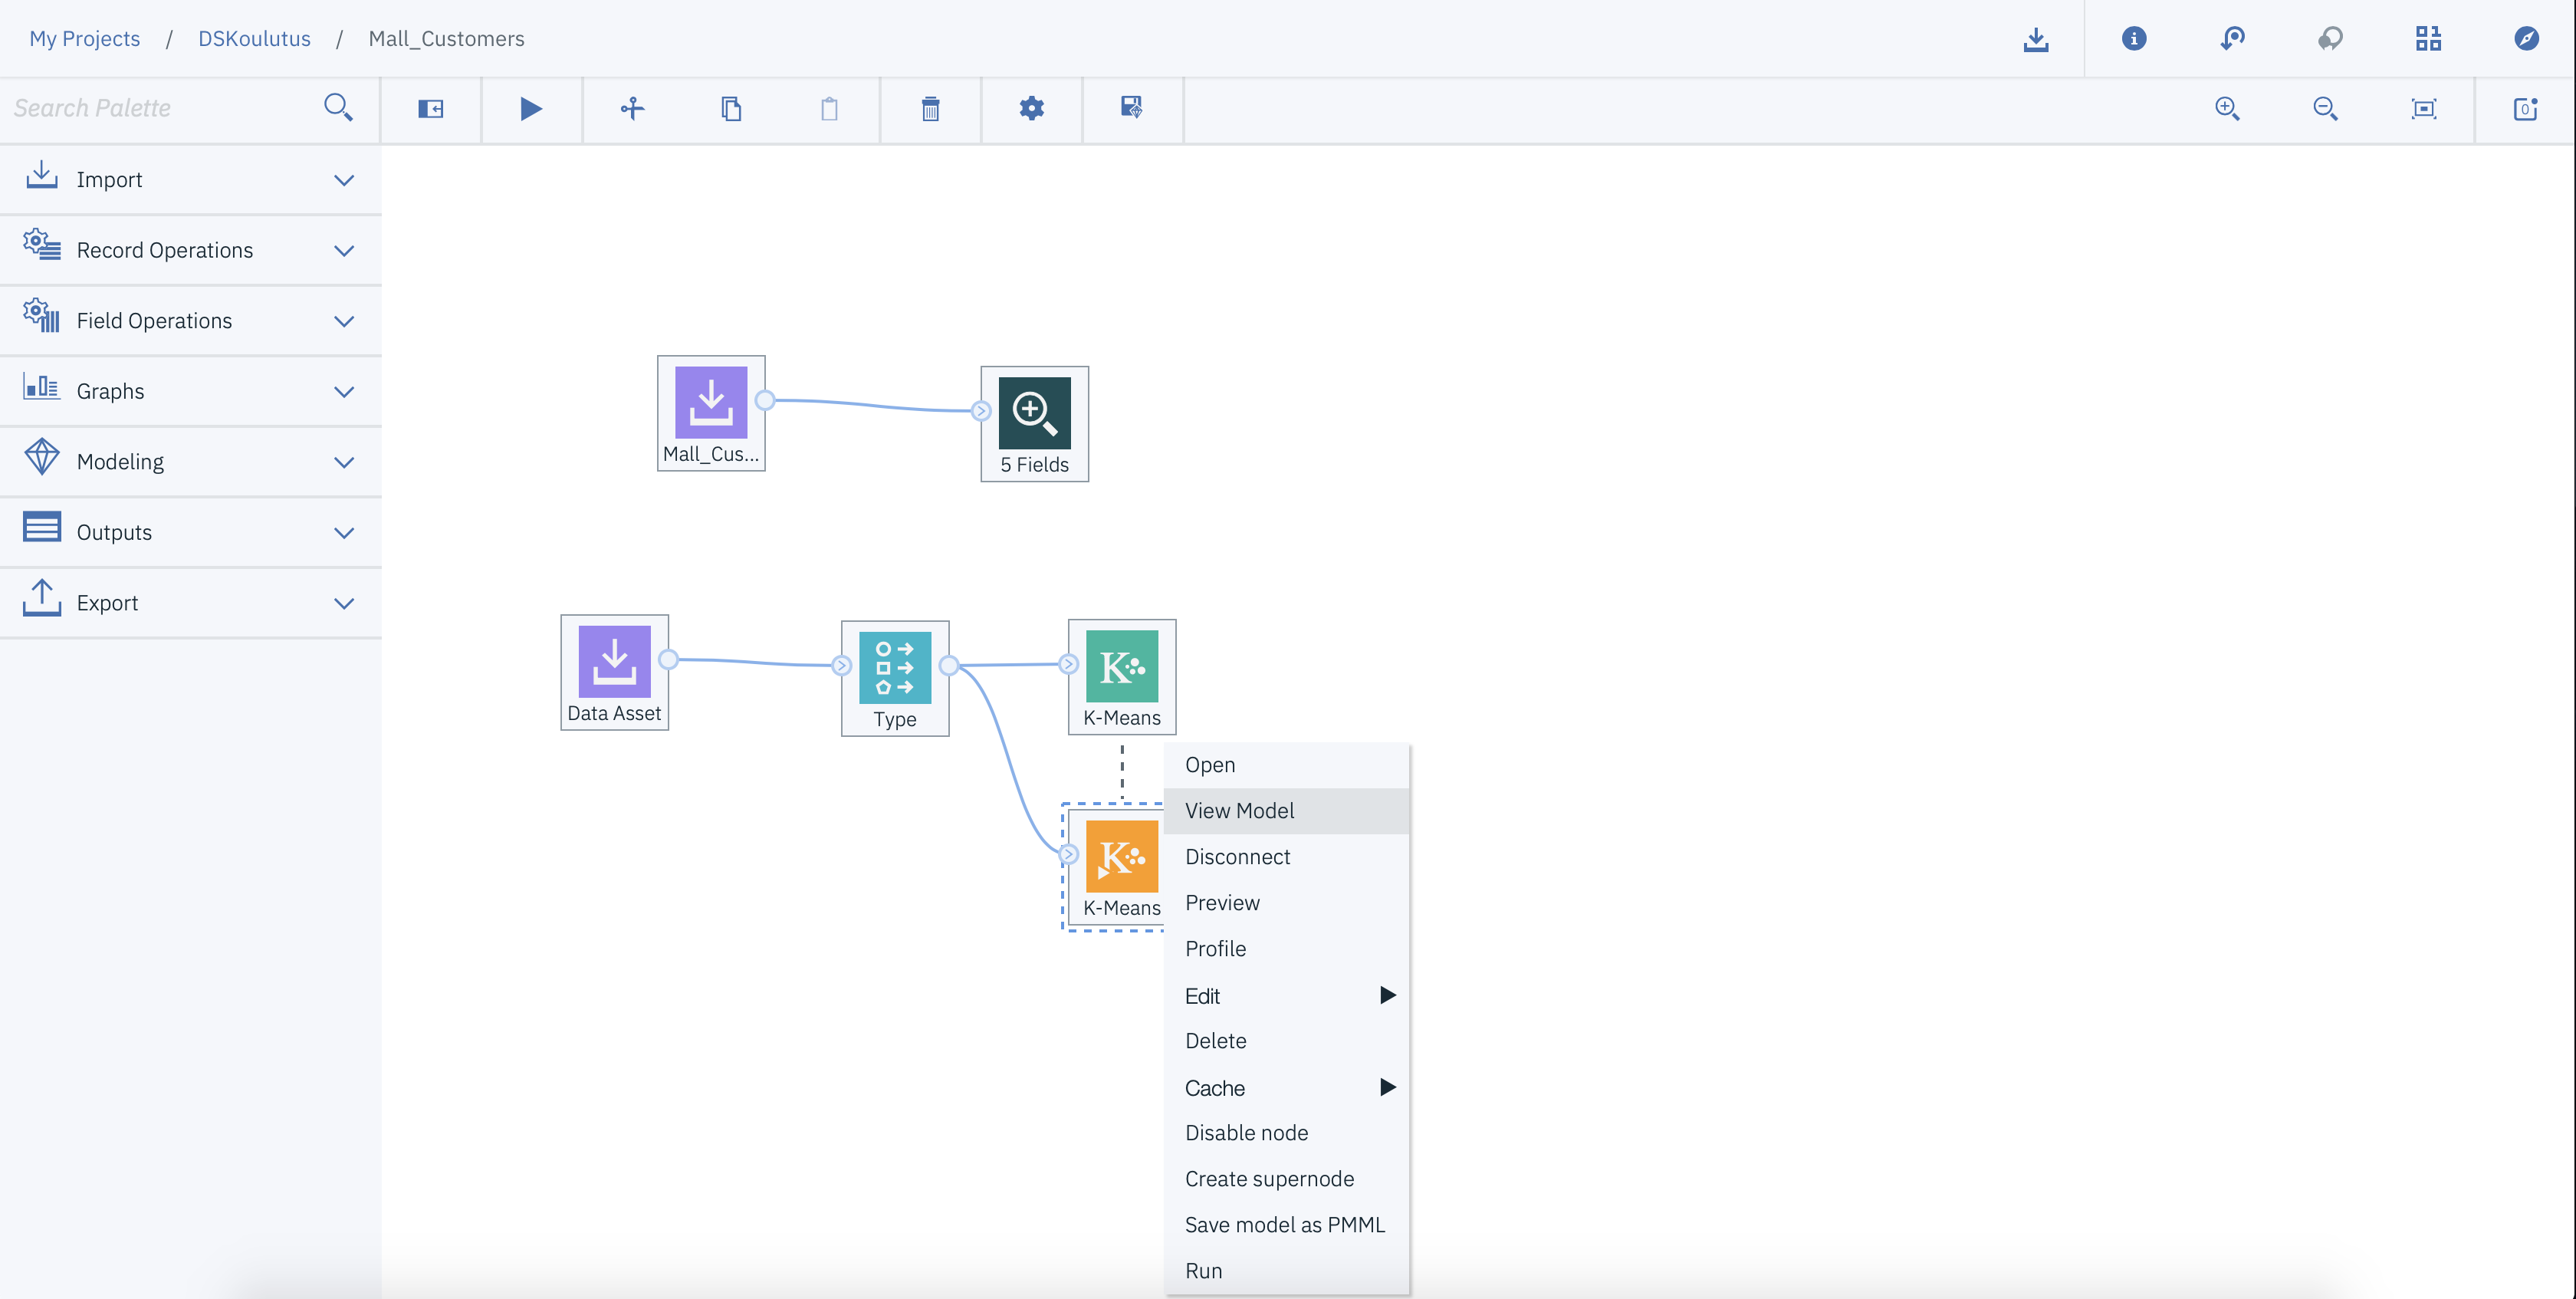 My Projects / DSKoulutus / Mall_Customers
Search Palette
Import
Record Operations
Field Operations
Graphs
Modeling
Outputs
Export
Mall_Cus...
5 Fields
Data Asset
Type
K-Means
K-Means
Open
View Model
Disconnect
Preview
Profile
Edit
Delete
Cache
Disable node
Create supernode
Save model as PMML
Run